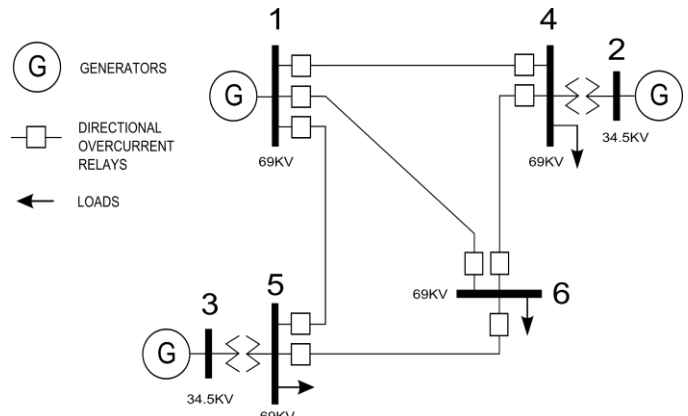 G GENERATORS
DIRECTIONAL
OVERCURRENT
RELAYS
LOADS
1
G
69KV
4
2
G
69KV
34.5KV
69KV
6
3
5
G
34.5KV
69KV